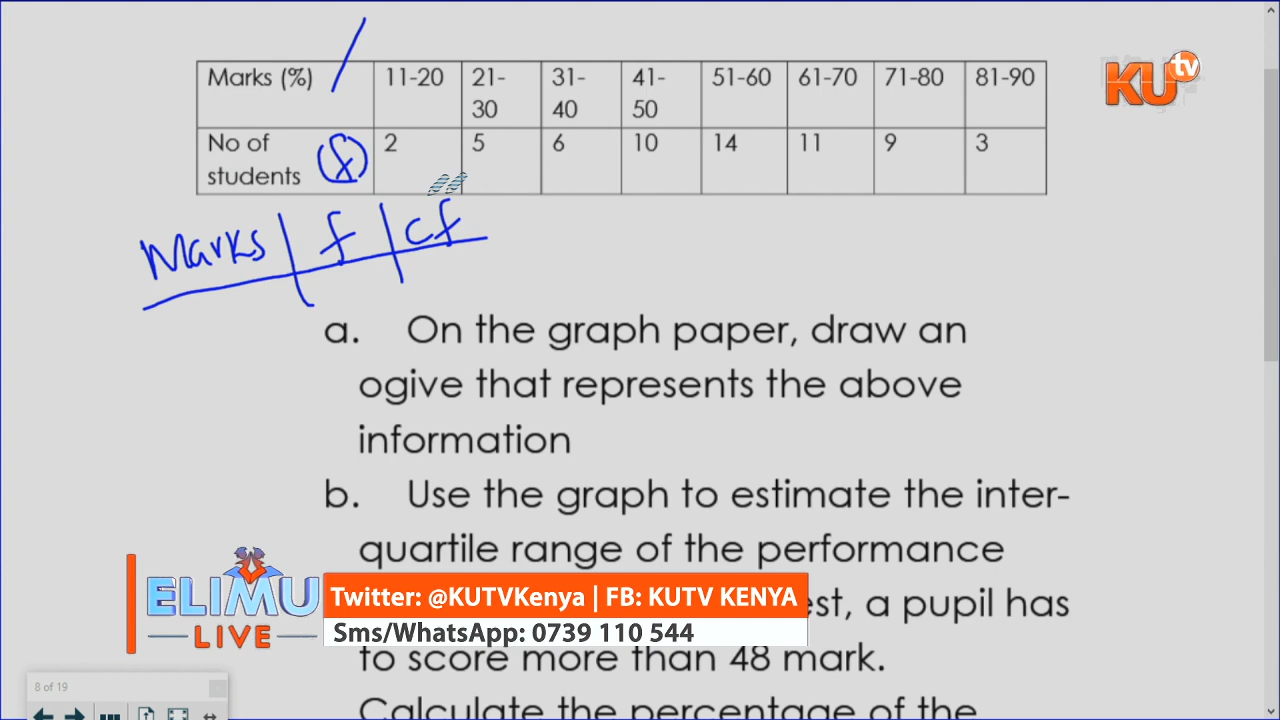 Marks (%) 11-20 21-30 31-40 41-50 51-60 61-70 71-80 81-90
No of students (f) 2 5 6 10 14 11 9 3
Marks f cf
a. On the graph paper, draw an
ogive that represents the above
information
b. Use the graph to estimate the inter-
quartile range of the performance
est, a pupil has
to score more than 48 mark.
Calculate the percentage of the
KU tv
ELIMU
LIVE
Twitter: @KUTVKenya | FB: KUTV KENYA
Sms/WhatsApp: 0739 110 544
8 of 19